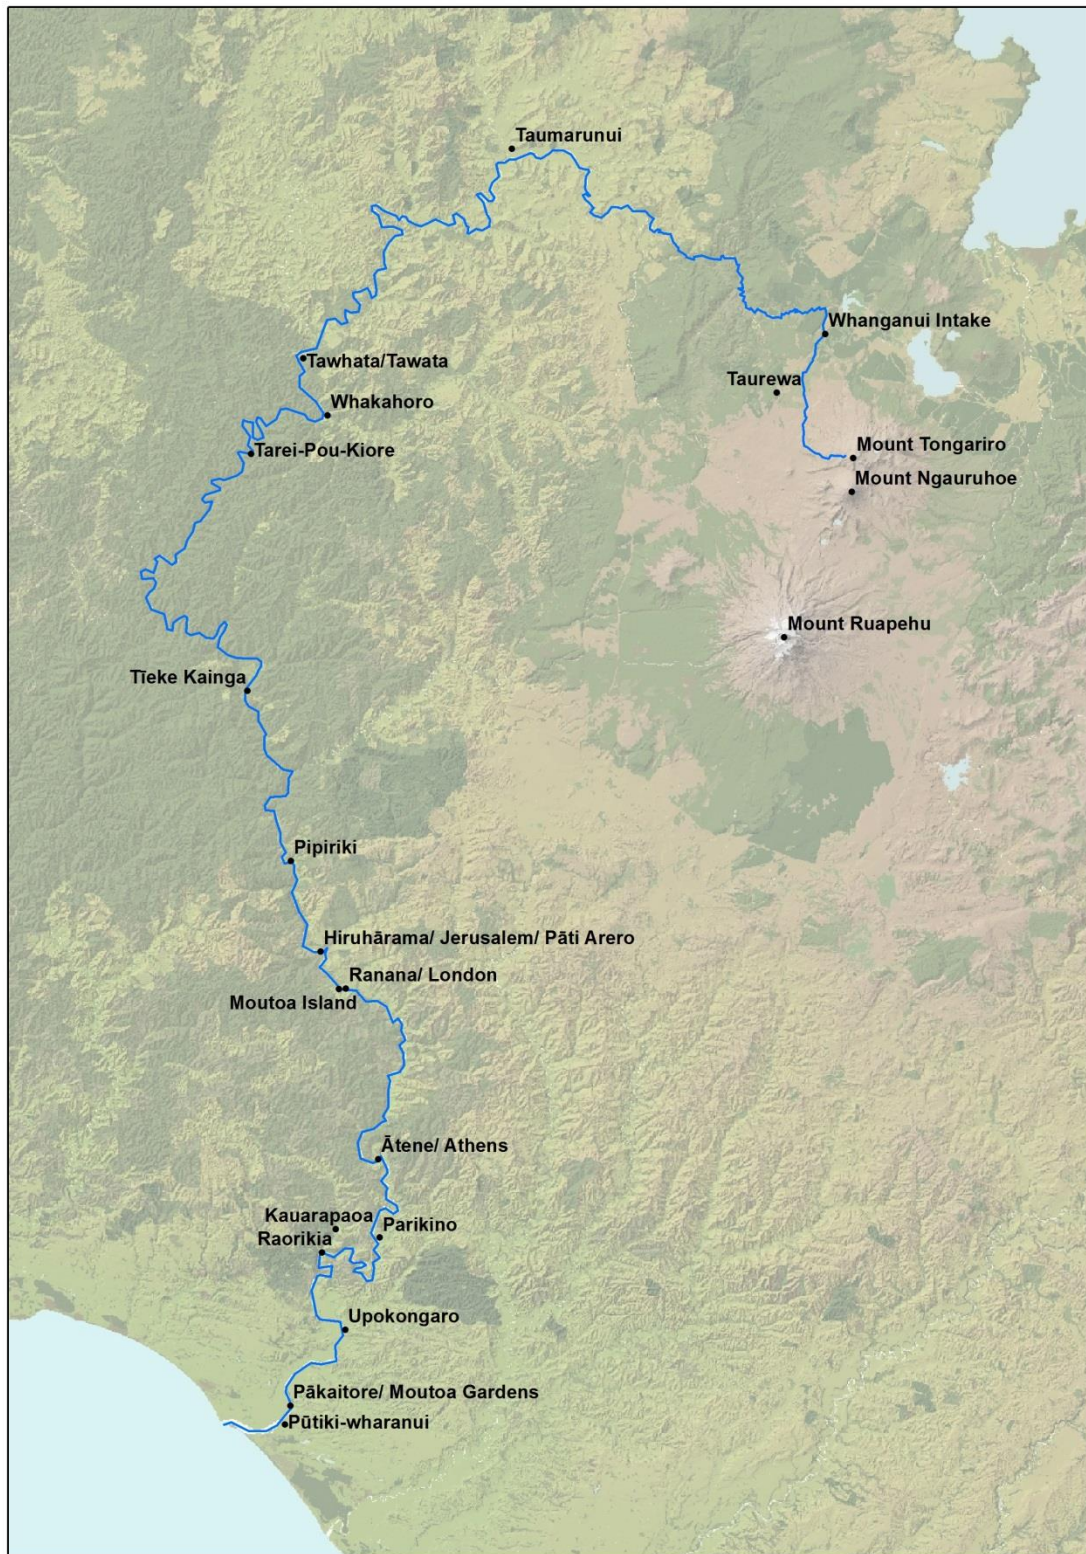 Taumarunui
Whanganui Intake
Tawhata/Tawata
Taurewa
Whakahoro
Tarei-Pou-Kiore
Mount Tongariro
Mount Ngauruhoe
Mount Ruapehu
Tīeke Kainga
Pipiriki
Hiruhārama/ Jerusalem/ Pāti Arero
Ranana/ London
Moutoa Island
Ātene/ Athens
Kauarapaoa
Parikino
Raorikia
Upokongaro
Pākaitore/ Moutoa Gardens
Pūtiki-wharanui